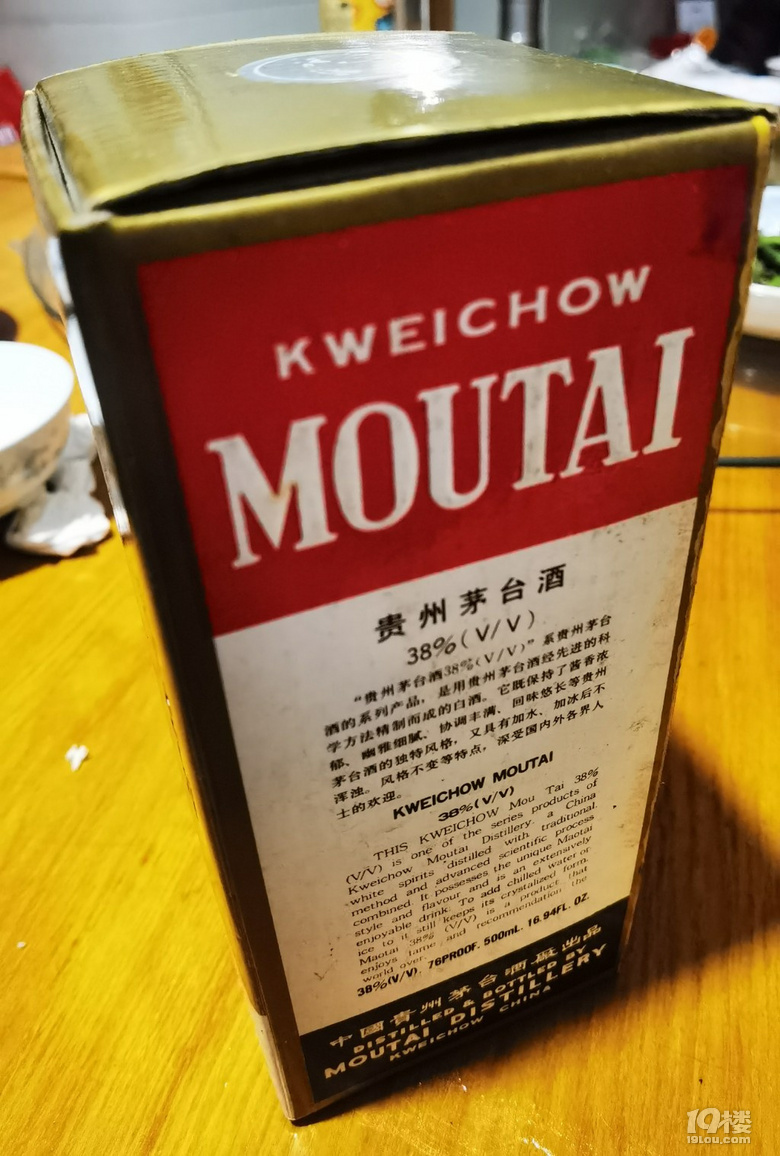 KWEICHOW
MOUTAI
贵州茅台酒
38%(V/V)
“贵州茅台酒38%(V/V)”系贵州茅台
酒的系列产品，是用贵州茅台酒经先进的科
学方法精制而成的白酒。它既保持了酱香浓
郁、幽雅细腻、协调丰满、回味悠长等贵州
茅台酒的独特风格，又具有加水、加冰后不
浑浊。风格不变等特点，深受国内外各界人
士的欢迎。
KWEICHOW MOUTAI
38%(V/V)
THIS KWEICHOW Mou Tai 38%
(V/V) is one of the series products of
Kweichow Moutai Distillery. a China
white spirits distilled with traditional
method and advanced scientific process
combined. It possesses the unique Maotai
style and flavour and is an extensively
enjoyable drink. To add chilled water or
ice to it still keeps its crystalized form.
Maotai 38% (V/V) is a product that
enjoys fame and recommendation the
world over.
38%(V/V). 76PROOF. 500mL. 16.94FL. OZ.
中國貴州茅台酒廠出品
DISTILLED & BOTTLED BY
MOUTAI DISTILLERY
KWEICHOW CHINA
19楼
19lou.com